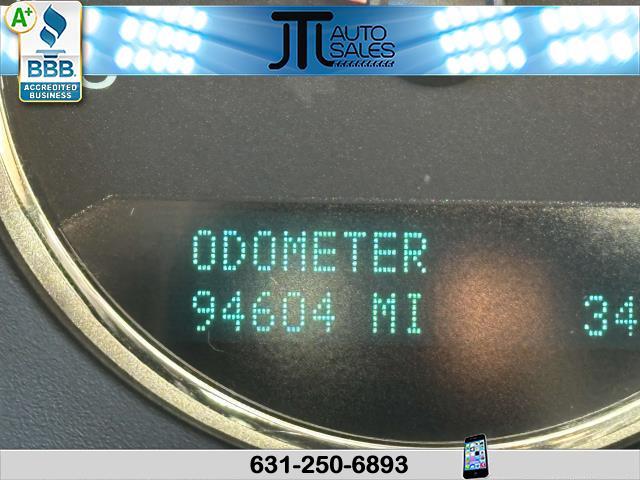 A+
BBB
ACCREDITED
BUSINESS
JTL AUTO
SALES
ODOMETER
94604 MI 34
631-250-6893